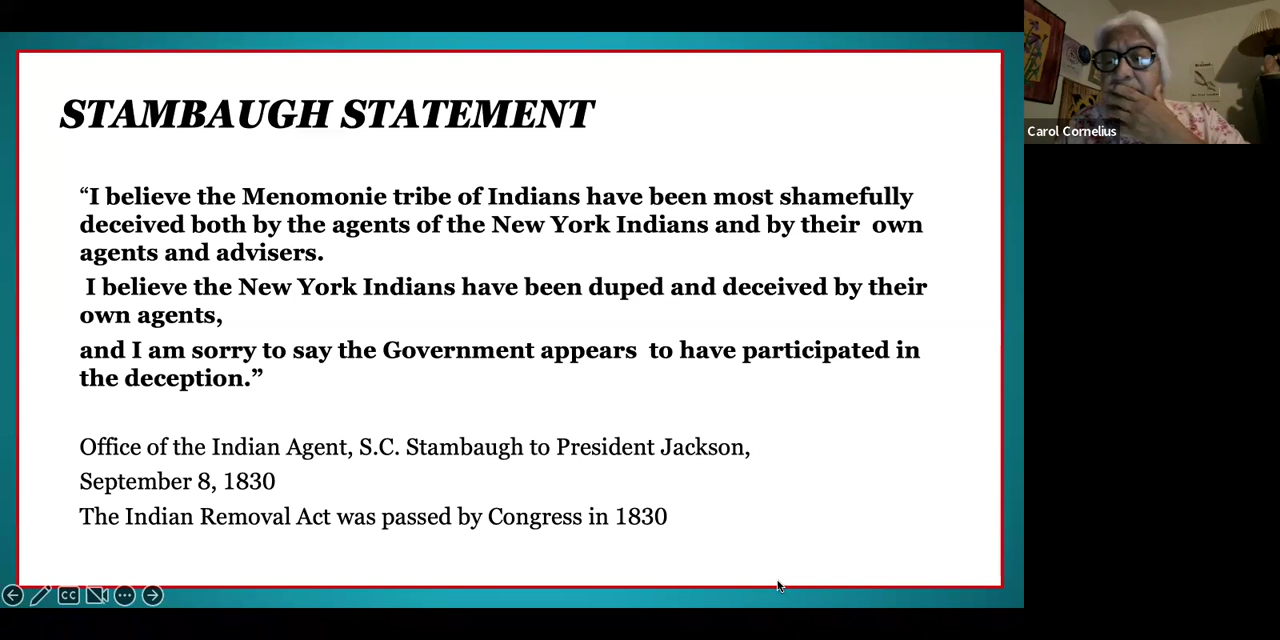 STAMBAUGH STATEMENT
“I believe the Menomonie tribe of Indians have been most shamefully
deceived both by the agents of the New York Indians and by their  own
agents and advisers.
I believe the New York Indians have been duped and deceived by their
own agents,
and I am sorry to say the Government appears  to have participated in
the deception.”
Office of the Indian Agent, S.C. Stambaugh to President Jackson,
September 8, 1830
The Indian Removal Act was passed by Congress in 1830
CC
Carol Cornelius